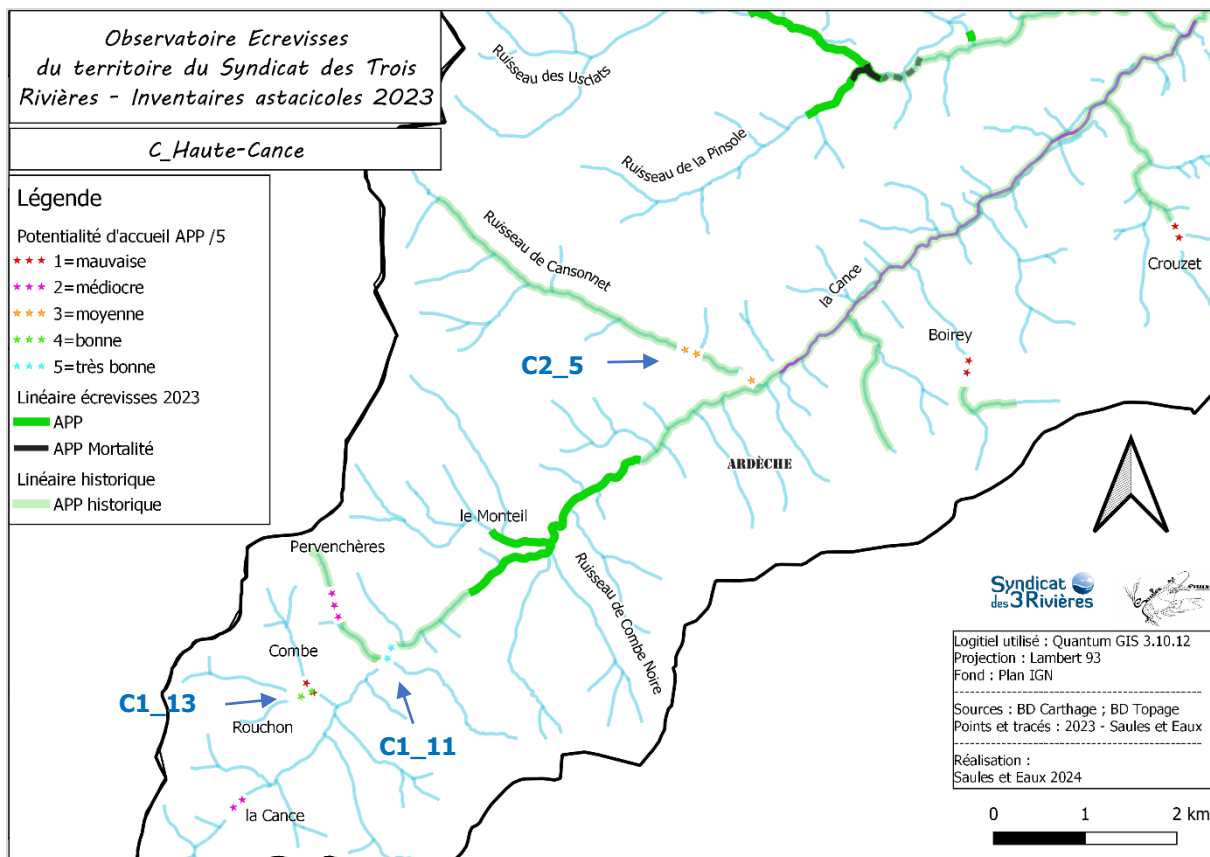 Observatoire Ecrevisses
du territoire du Syndicat des Trois
Rivières - Inventaires astacicoles 2023
C_Haute-Cance
Légende
Potentialité d'accueil APP /5
1=mauvaise
2=médiocre
3=moyenne
4=bonne
5=très bonne
Linéaire écrevisses 2023
APP
APP Mortalité
Linéaire historique
APP historique
Ruisseau des Usclats
Ruisseau de la Pinsole
Ruisseau de Cansonnet
la Cance
Crouzet
Boirey
C2_5
ARDÈCHE
le Monteil
Pervenchères
Ruisseau de Combe Noire
Combe
C1_13
Rouchon
C1_11
la Cance
Syndicat
des 3 Rivières
Logitiel utilisé : Quantum GIS 3.10.12
Projection : Lambert 93
Fond : Plan IGN
Sources : BD Carthage ; BD Topage
Points et tracés : 2023 - Saules et Eaux
Réalisation :
Saules et Eaux 2024
0 1 2 km